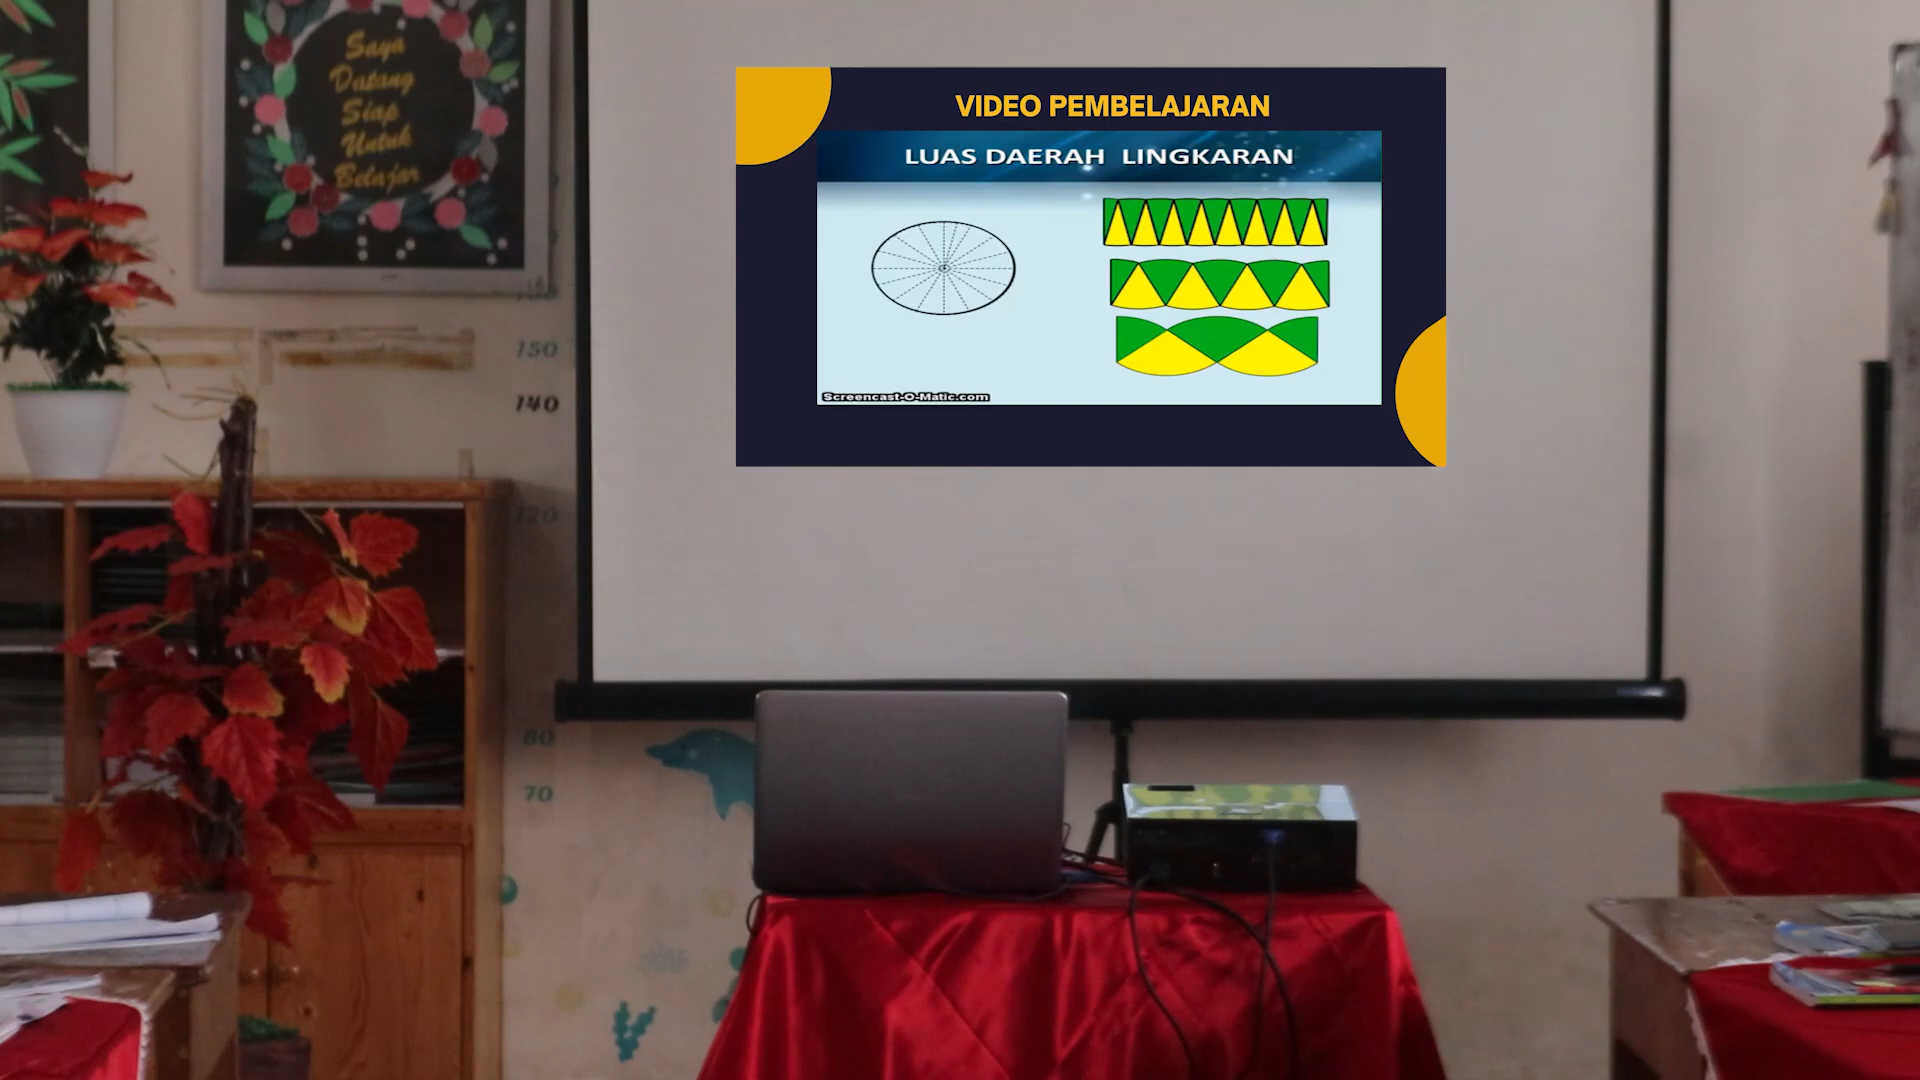 Saya
Datang
Siap
Untuk
Belajar
VIDEO PEMBELAJARAN
LUAS DAERAH LINGKARAN
Screencast-O-Matic.com
150
140
120
80
70